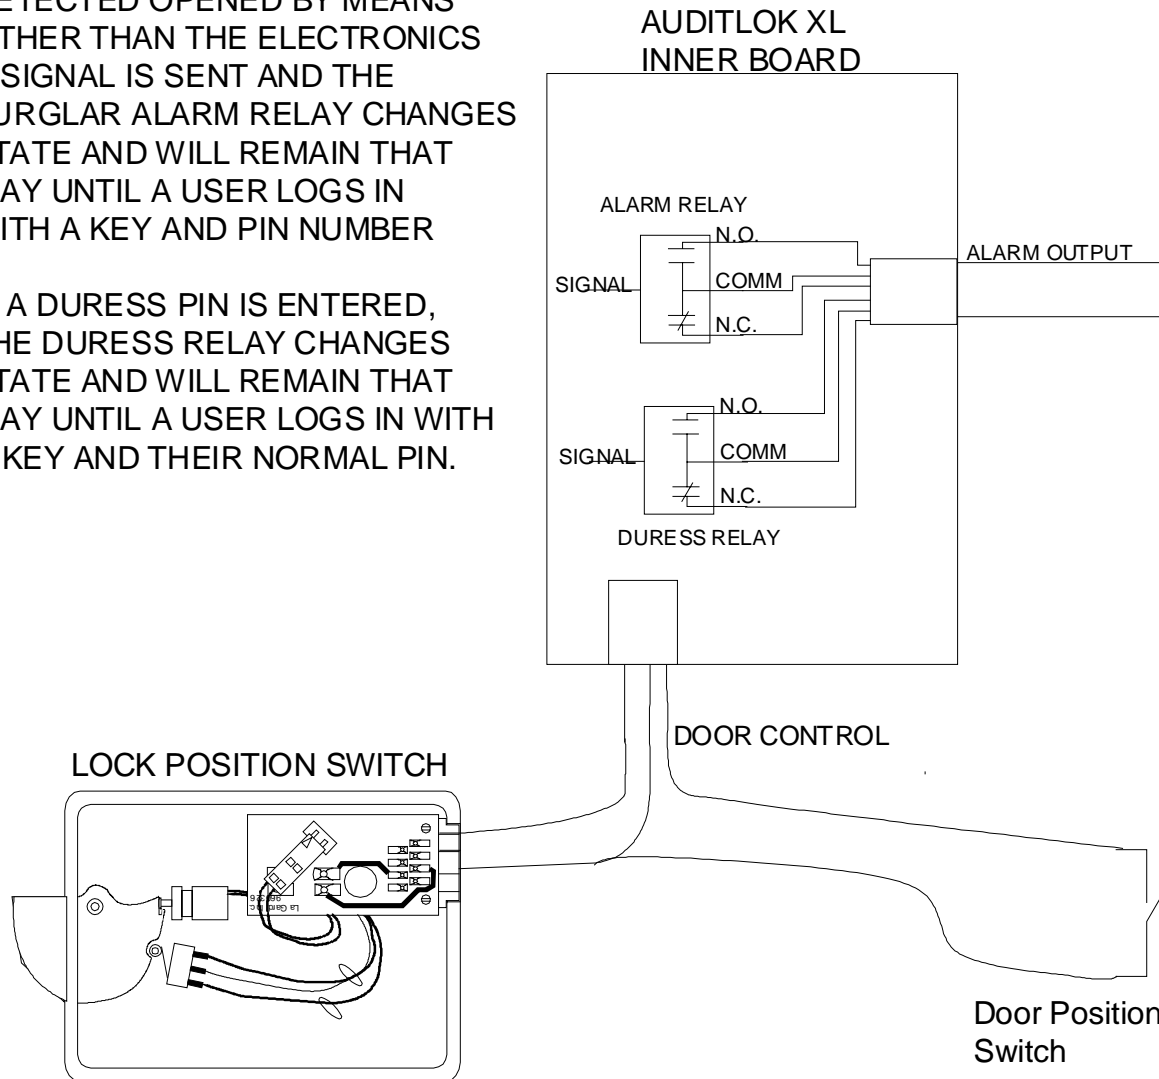 ETECTED OPENED BY MEANS
THER THAN THE ELECTRONICS
SIGNAL IS SENT AND THE
URGLAR ALARM RELAY CHANGES
TATE AND WILL REMAIN THAT
AY UNTIL A USER LOGS IN
ITH A KEY AND PIN NUMBER
A DURESS PIN IS ENTERED,
HE DURESS RELAY CHANGES
TATE AND WILL REMAIN THAT
AY UNTIL A USER LOGS IN WITH
KEY AND THEIR NORMAL PIN.
AUDITLOK XL
INNER BOARD
ALARM RELAY
N.O.
SIGNAL
COMM
N.C.
ALARM OUTPUT
N.O.
SIGNAL
COMM
N.C.
DURESS RELAY
DOOR CONTROL
LOCK POSITION SWITCH
La Gard
Door Position
Switch